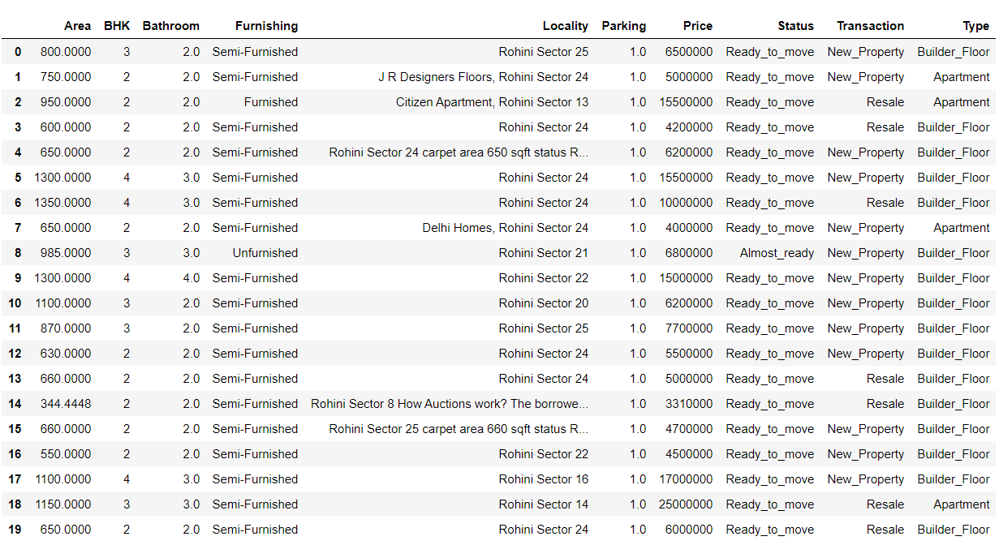 Area BHK Bathroom Furnishing Locality Parking Price Status Transaction Type
0 800.0000 3 2.0 Semi-Furnished Rohini Sector 25 1.0 6500000 Ready_to_move New_Property Builder_Floor
1 750.0000 2 2.0 Semi-Furnished J R Designers Floors, Rohini Sector 24 1.0 5000000 Ready_to_move New_Property Apartment
2 950.0000 2 2.0 Furnished Citizen Apartment, Rohini Sector 13 1.0 15500000 Ready_to_move Resale Apartment
3 600.0000 2 2.0 Semi-Furnished Rohini Sector 24 1.0 4200000 Ready_to_move Resale Builder_Floor
4 650.0000 2 2.0 Semi-Furnished Rohini Sector 24 carpet area 650 sqft status R... 1.0 6200000 Ready_to_move New_Property Builder_Floor
5 1300.0000 4 3.0 Semi-Furnished Rohini Sector 24 1.0 15500000 Ready_to_move New_Property Builder_Floor
6 1350.0000 4 3.0 Semi-Furnished Rohini Sector 24 1.0 10000000 Ready_to_move Resale Builder_Floor
7 650.0000 2 2.0 Semi-Furnished Delhi Homes, Rohini Sector 24 1.0 4000000 Ready_to_move New_Property Apartment
8 985.0000 3 3.0 Unfurnished Rohini Sector 21 1.0 6800000 Almost_ready New_Property Builder_Floor
9 1300.0000 4 4.0 Semi-Furnished Rohini Sector 22 1.0 15000000 Ready_to_move New_Property Builder_Floor
10 1100.0000 3 2.0 Semi-Furnished Rohini Sector 20 1.0 6200000 Ready_to_move New_Property Builder_Floor
11 870.0000 3 2.0 Semi-Furnished Rohini Sector 25 1.0 7700000 Ready_to_move New_Property Builder_Floor
12 630.0000 2 2.0 Semi-Furnished Rohini Sector 24 1.0 5500000 Ready_to_move New_Property Builder_Floor
13 660.0000 2 2.0 Semi-Furnished Rohini Sector 24 1.0 5000000 Ready_to_move Resale Builder_Floor
14 344.4448 2 2.0 Semi-Furnished Rohini Sector 8 How Auctions work? The borrowe... 1.0 3310000 Ready_to_move Resale Builder_Floor
15 660.0000 2 2.0 Semi-Furnished Rohini Sector 25 carpet area 660 sqft status R... 1.0 4700000 Ready_to_move New_Property Builder_Floor
16 550.0000 2 2.0 Semi-Furnished Rohini Sector 22 1.0 4500000 Ready_to_move New_Property Builder_Floor
17 1100.0000 4 3.0 Semi-Furnished Rohini Sector 16 1.0 17000000 Ready_to_move New_Property Builder_Floor
18 1150.0000 3 3.0 Semi-Furnished Rohini Sector 14 1.0 25000000 Ready_to_move Resale Apartment
19 650.0000 2 2.0 Semi-Furnished Rohini Sector 24 1.0 6000000 Ready_to_move Resale Builder_Floor